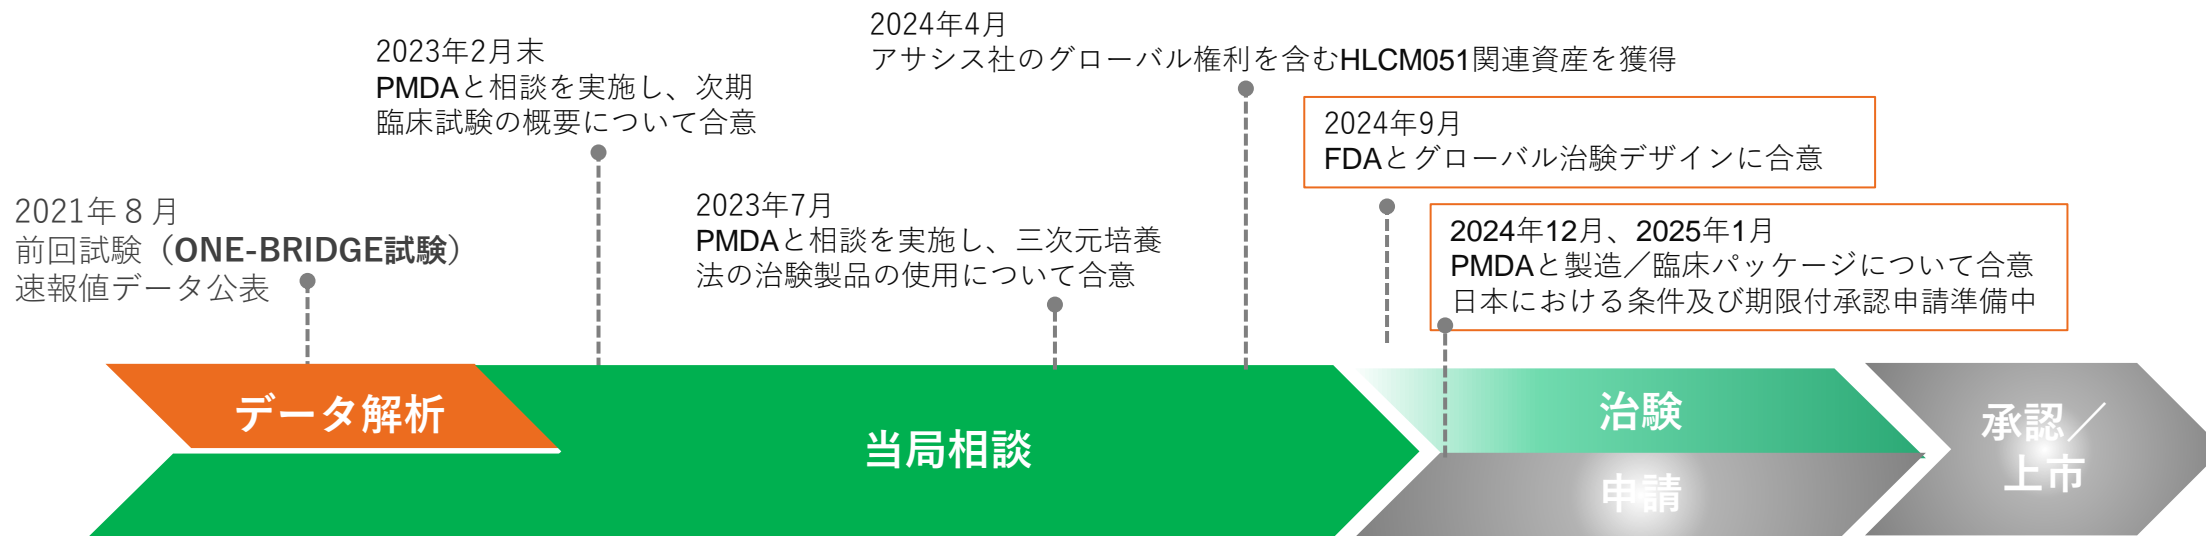 2021年８月
前回試験（ONE-BRIDGE試験）
速報値データ公表
2023年2月末
PMDAと相談を実施し、次期
臨床試験の概要について合意
2023年7月
PMDAと相談を実施し、三次元培養
法の治験製品の使用について合意
2024年4月
アサシス社のグローバル権利を含むHLCM051関連資産を獲得
2024年9月
FDAとグローバル治験デザインに合意
2024年12月、2025年1月
PMDAと製造／臨床パッケージについて合意
日本における条件及び期限付承認申請準備中
データ解析
当局相談
治験
申請
承認／
上市